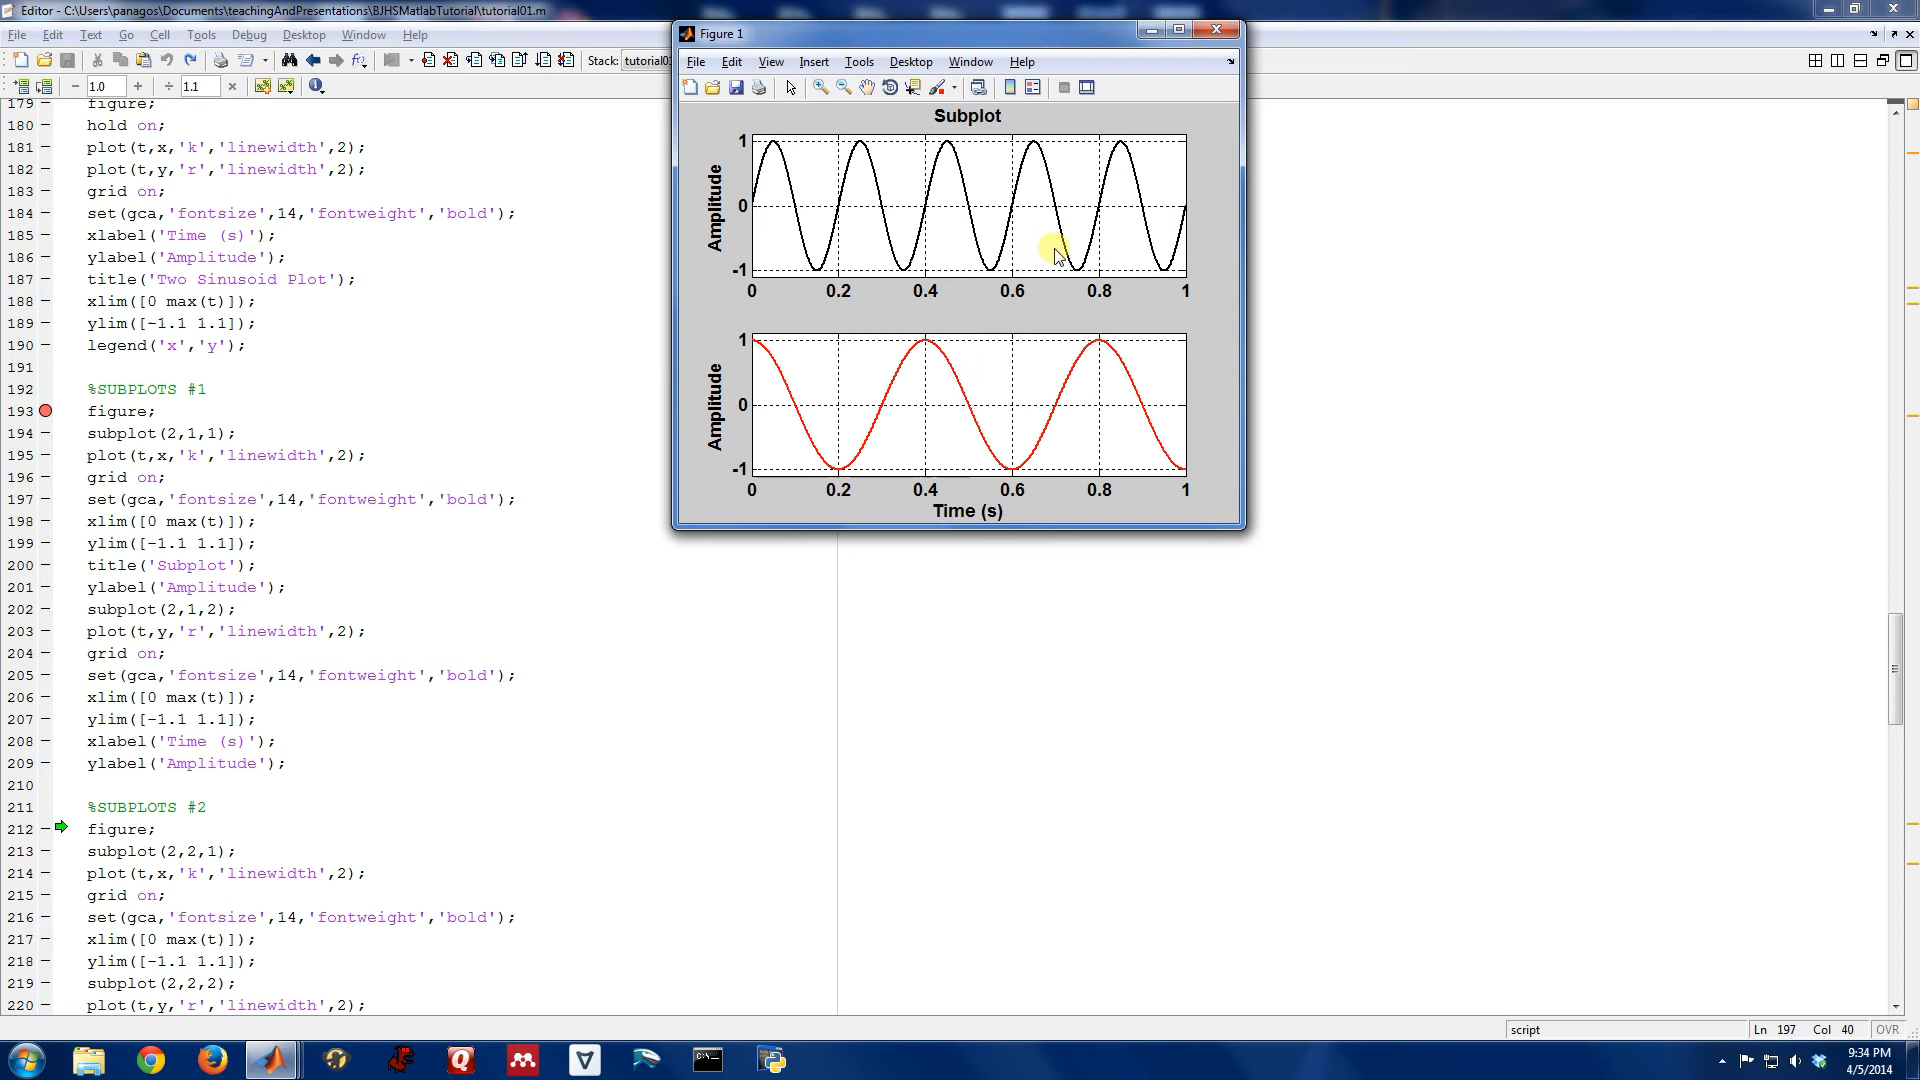 Editor - C:\Users\panagos\Documents\teachingAndPresentations\BJHSMatlabTutorial\tutorial01.m
File Edit Text Go Cell Tools Debug Desktop Window Help
Stack: tutorial0
1.0 1.1
179 figure;
180 hold on;
181 plot(t,x,'k','linewidth',2);
182 plot(t,y,'r','linewidth',2);
183 grid on;
184 set(gca,'fontsize',14,'fontweight','bold');
185 xlabel('Time (s)');
186 ylabel('Amplitude');
187 title('Two Sinusoid Plot');
188 xlim([0 max(t)]);
189 ylim([-1.1 1.1]);
190 legend('x','y');
191
192 %SUBPLOTS #1
193 figure;
194 subplot(2,1,1);
195 plot(t,x,'k','linewidth',2);
196 grid on;
197 set(gca,'fontsize',14,'fontweight','bold');
198 xlim([0 max(t)]);
199 ylim([-1.1 1.1]);
200 title('Subplot');
201 ylabel('Amplitude');
202 subplot(2,1,2);
203 plot(t,y,'r','linewidth',2);
204 grid on;
205 set(gca,'fontsize',14,'fontweight','bold');
206 xlim([0 max(t)]);
207 ylim([-1.1 1.1]);
208 xlabel('Time (s)');
209 ylabel('Amplitude');
210
211 %SUBPLOTS #2
212 figure;
213 subplot(2,2,1);
214 plot(t,x,'k','linewidth',2);
215 grid on;
216 set(gca,'fontsize',14,'fontweight','bold');
217 xlim([0 max(t)]);
218 ylim([-1.1 1.1]);
219 subplot(2,2,2);
220 plot(t,y,'r','linewidth',2);
Figure 1
File Edit View Insert Tools Desktop Window Help
Subplot
Amplitude
1
0
-1
0 0.2 0.4 0.6 0.8 1
Amplitude
1
0
-1
0 0.2 0.4 0.6 0.8 1
Time (s)
script Ln 197 Col 40 OVR
9:34 PM
4/5/2014